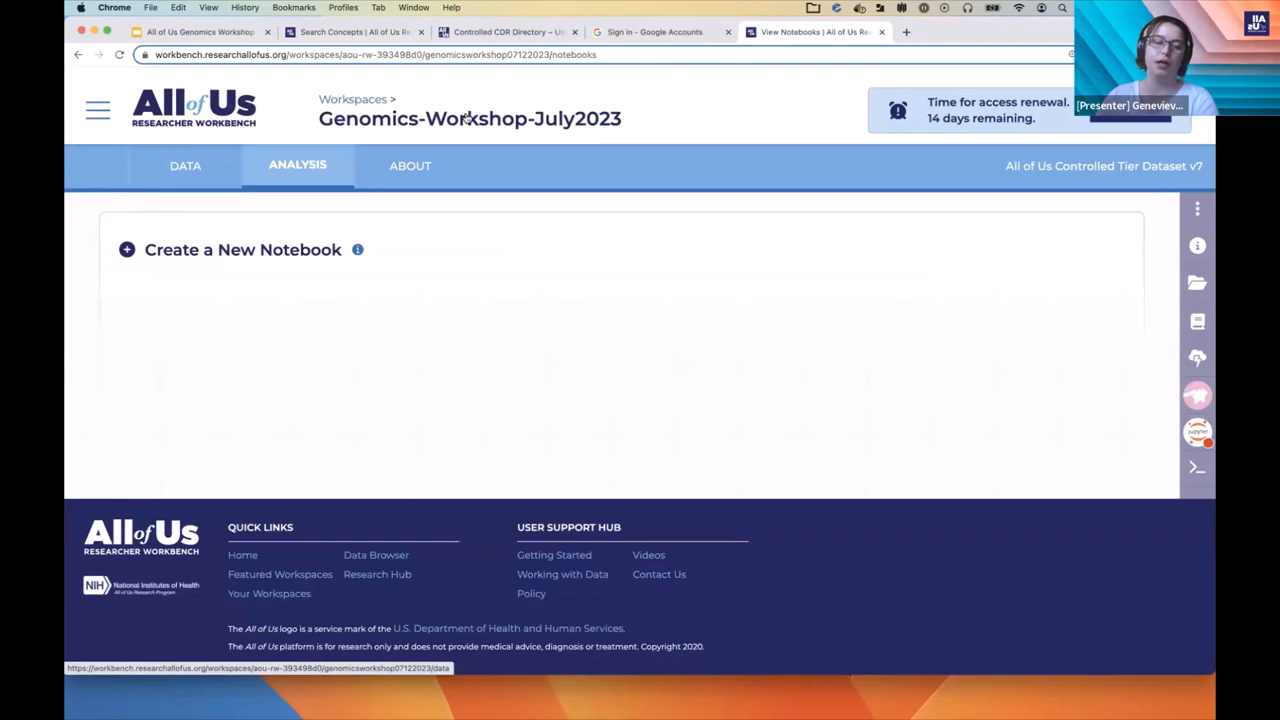 Chrome File Edit View History Bookmarks Profiles Tab Window Help
All of Us Genomics Workshop
Search Concepts | All of Us Re
Controlled CDR Directory – Us
Sign in - Google Accounts
View Notebooks | All of Us Re
workbench.researchallofus.org/workspaces/aou-rw-393498d0/genomicsworkshop07122023/notebooks
[Presenter] Geneviev...
All of Us
RESEARCHER WORKBENCH
Workspaces >
Genomics-Workshop-July2023
Time for access renewal.
14 days remaining.
DATA ANALYSIS ABOUT
All of Us Controlled Tier Dataset v7
Create a New Notebook
jupyter
All of Us
RESEARCHER WORKBENCH
NIH National Institutes of Health
All of Us Research Program
QUICK LINKS
Home Data Browser
Featured Workspaces Research Hub
Your Workspaces
USER SUPPORT HUB
Getting Started Videos
Working with Data Contact Us
Policy
The All of Us logo is a service mark of the U.S. Department of Health and Human Services.
The All of Us platform is for research only and does not provide medical advice, diagnosis or treatment. Copyright 2020.
https://workbench.researchallofus.org/workspaces/aou-rw-393498d0/genomicsworkshop07122023/data